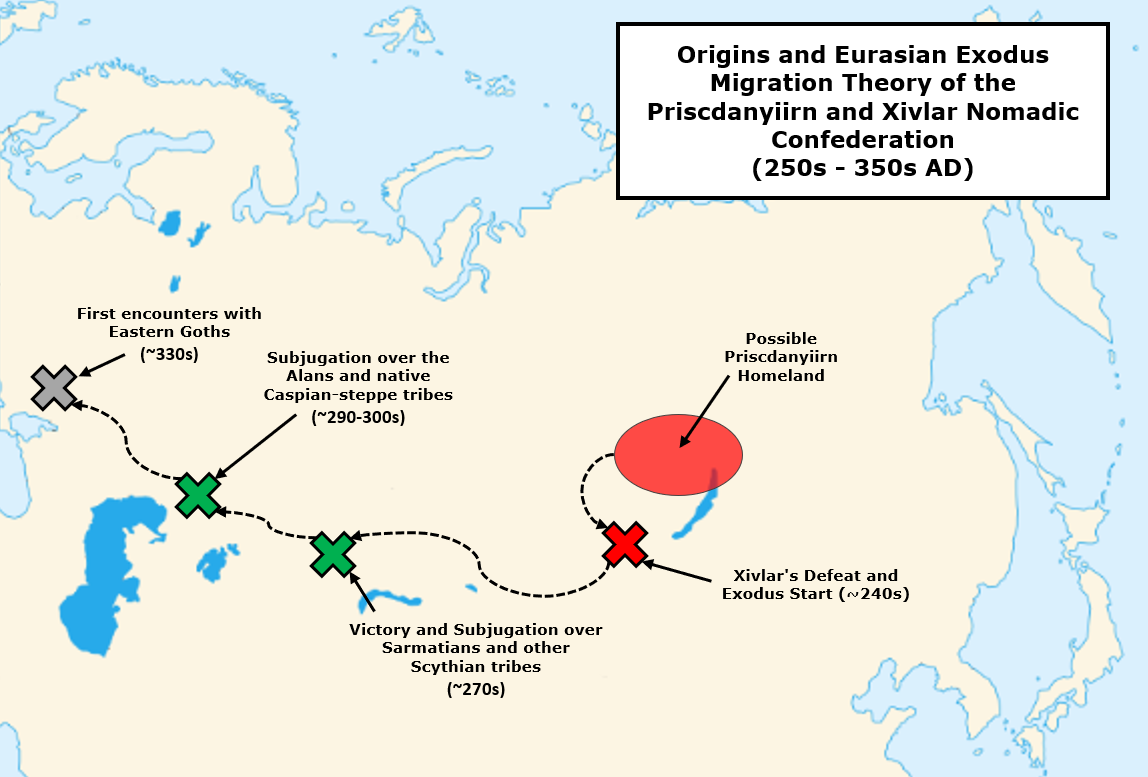 Origins and Eurasian Exodus
Migration Theory of the
Priscdanyiirn and Xivlar Nomadic
Confederation
(250s - 350s AD)
First encounters with
Eastern Goths
(~330s)
Subjugation over the
Alans and native
Caspian-steppe tribes
(~290-300s)
Possible
Priscdanyiirn
Homeland
Xivlar's Defeat and
Exodus Start (~240s)
Victory and Subjugation over
Sarmatians and other
Scythian tribes
(~270s)